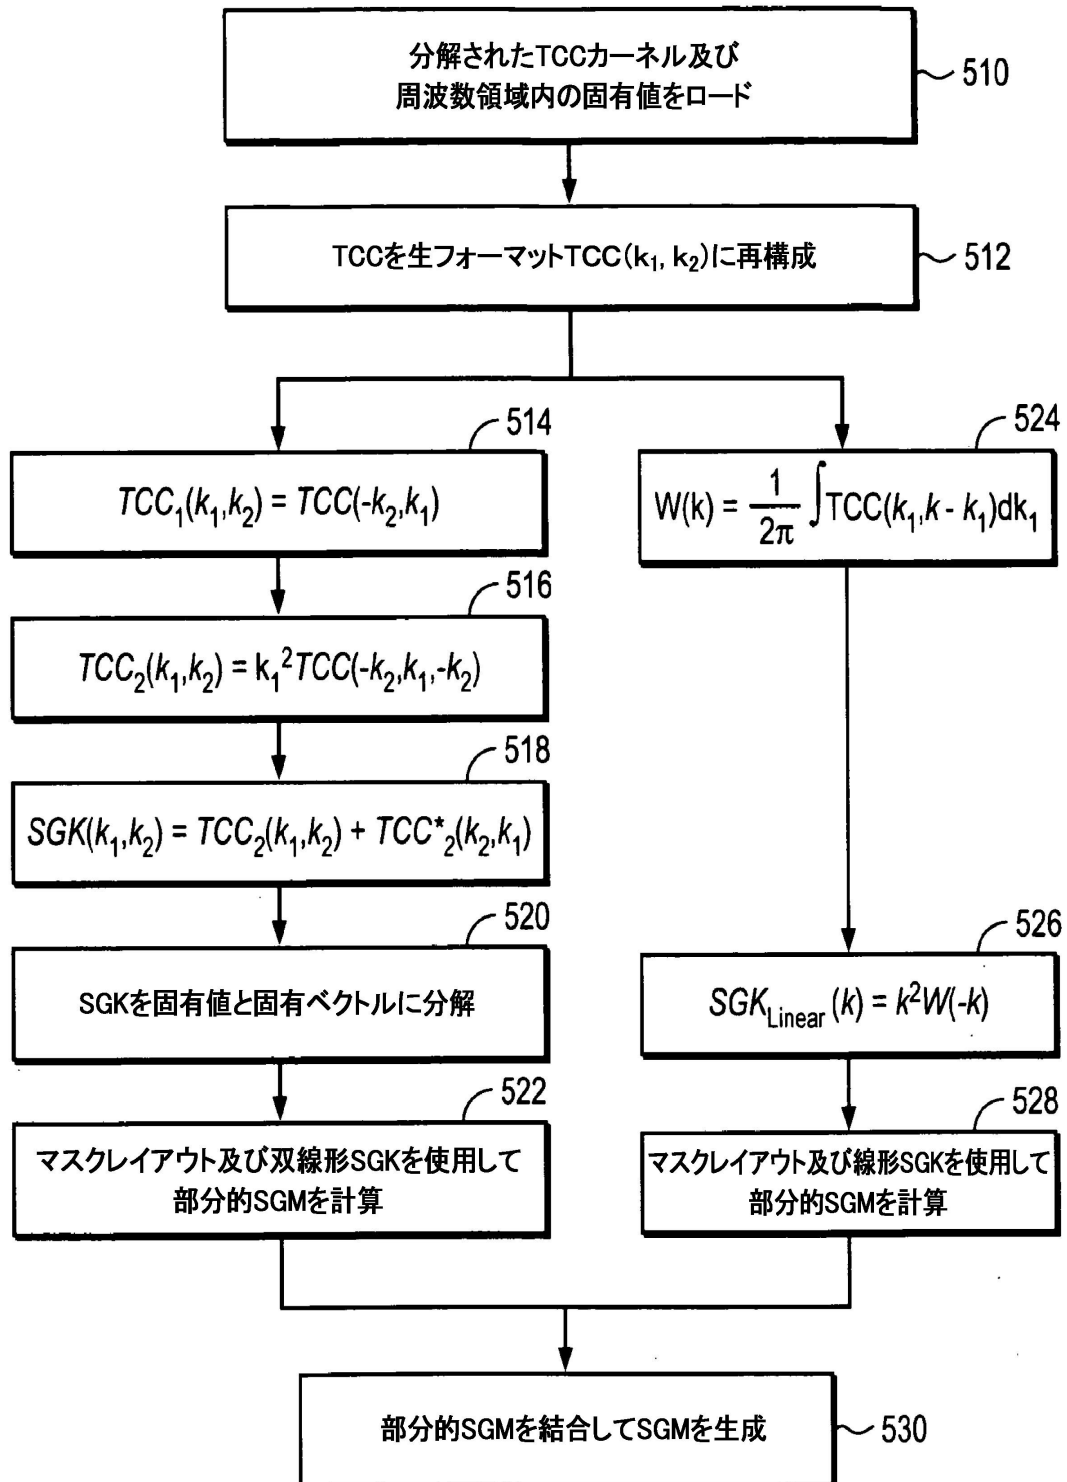 分解されたTCCカーネル及び
周波数領域内の固有値をロード
510
TCCを生フォーマットTCC(k₁, k₂)に再構成
512
514
TCC₁(k₁,k₂) = TCC(-k₂,k₁)
516
TCC₂(k₁,k₂) = k₁²TCC(-k₂,k₁,-k₂)
518
SGK(k₁,k₂) = TCC₂(k₁,k₂) + TCC*₂(k₂,k₁)
520
SGKを固有値と固有ベクトルに分解
522
マスクレイアウト及び双線形SGKを使用して
部分的SGMを計算
524
W(k) = 1/2π ∫TCC(k₁,k - k₁)dk₁
526
SGK_Linear (k) = k²W(-k)
528
マスクレイアウト及び線形SGKを使用して
部分的SGMを計算
部分的SGMを結合してSGMを生成
530